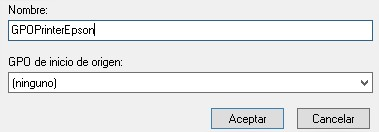 Nombre:
GPOPrinterEpson
GPO de inicio de origen:
(ninguno)
Aceptar
Cancelar